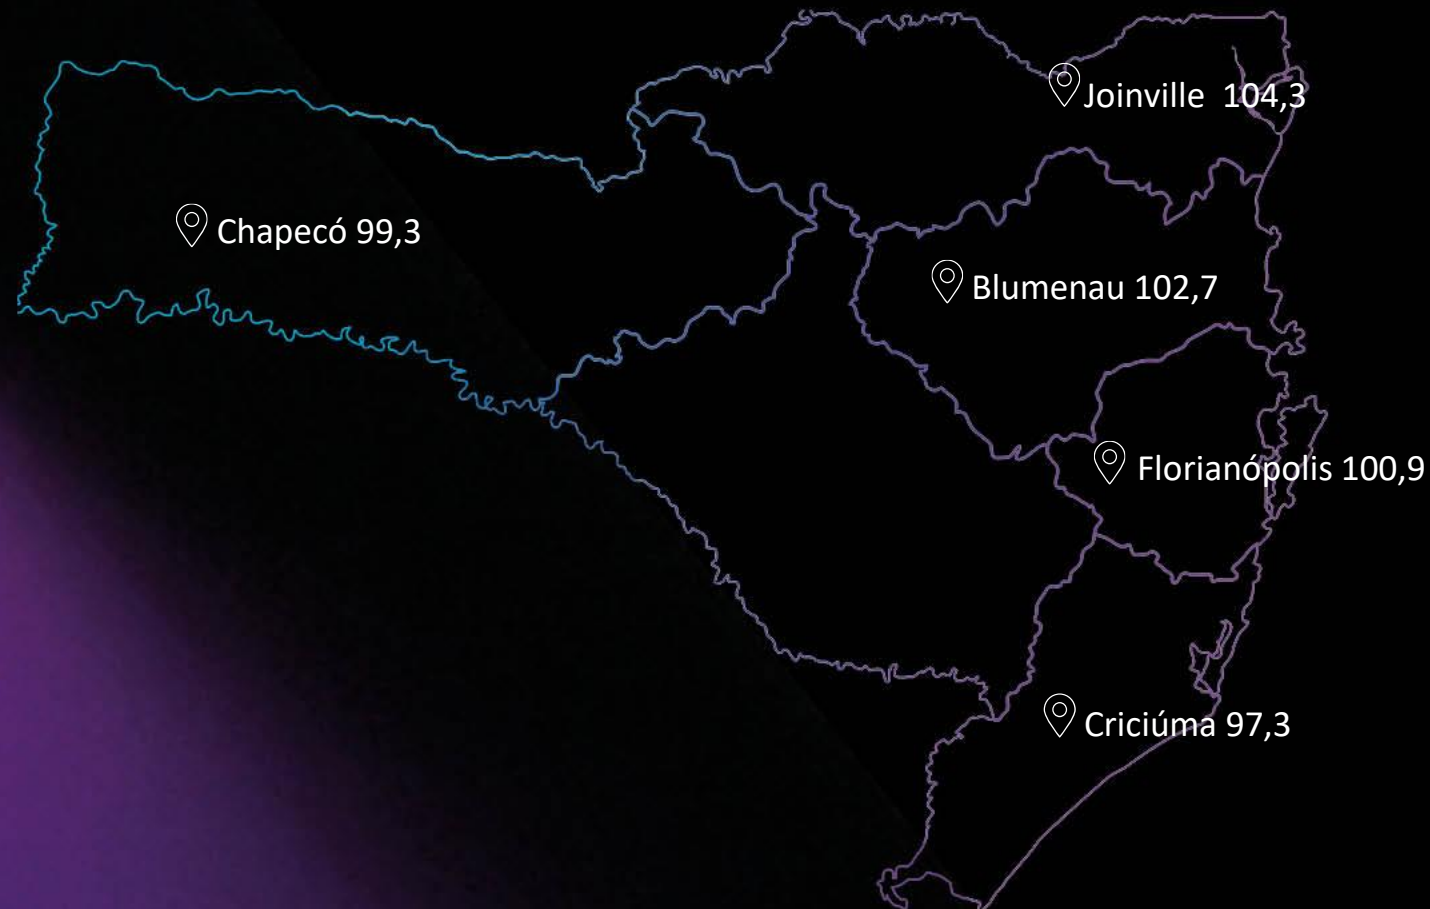 Joinville 104,3
Chapecó 99,3
Blumenau 102,7
Florianópolis 100,9
Criciúma 97,3